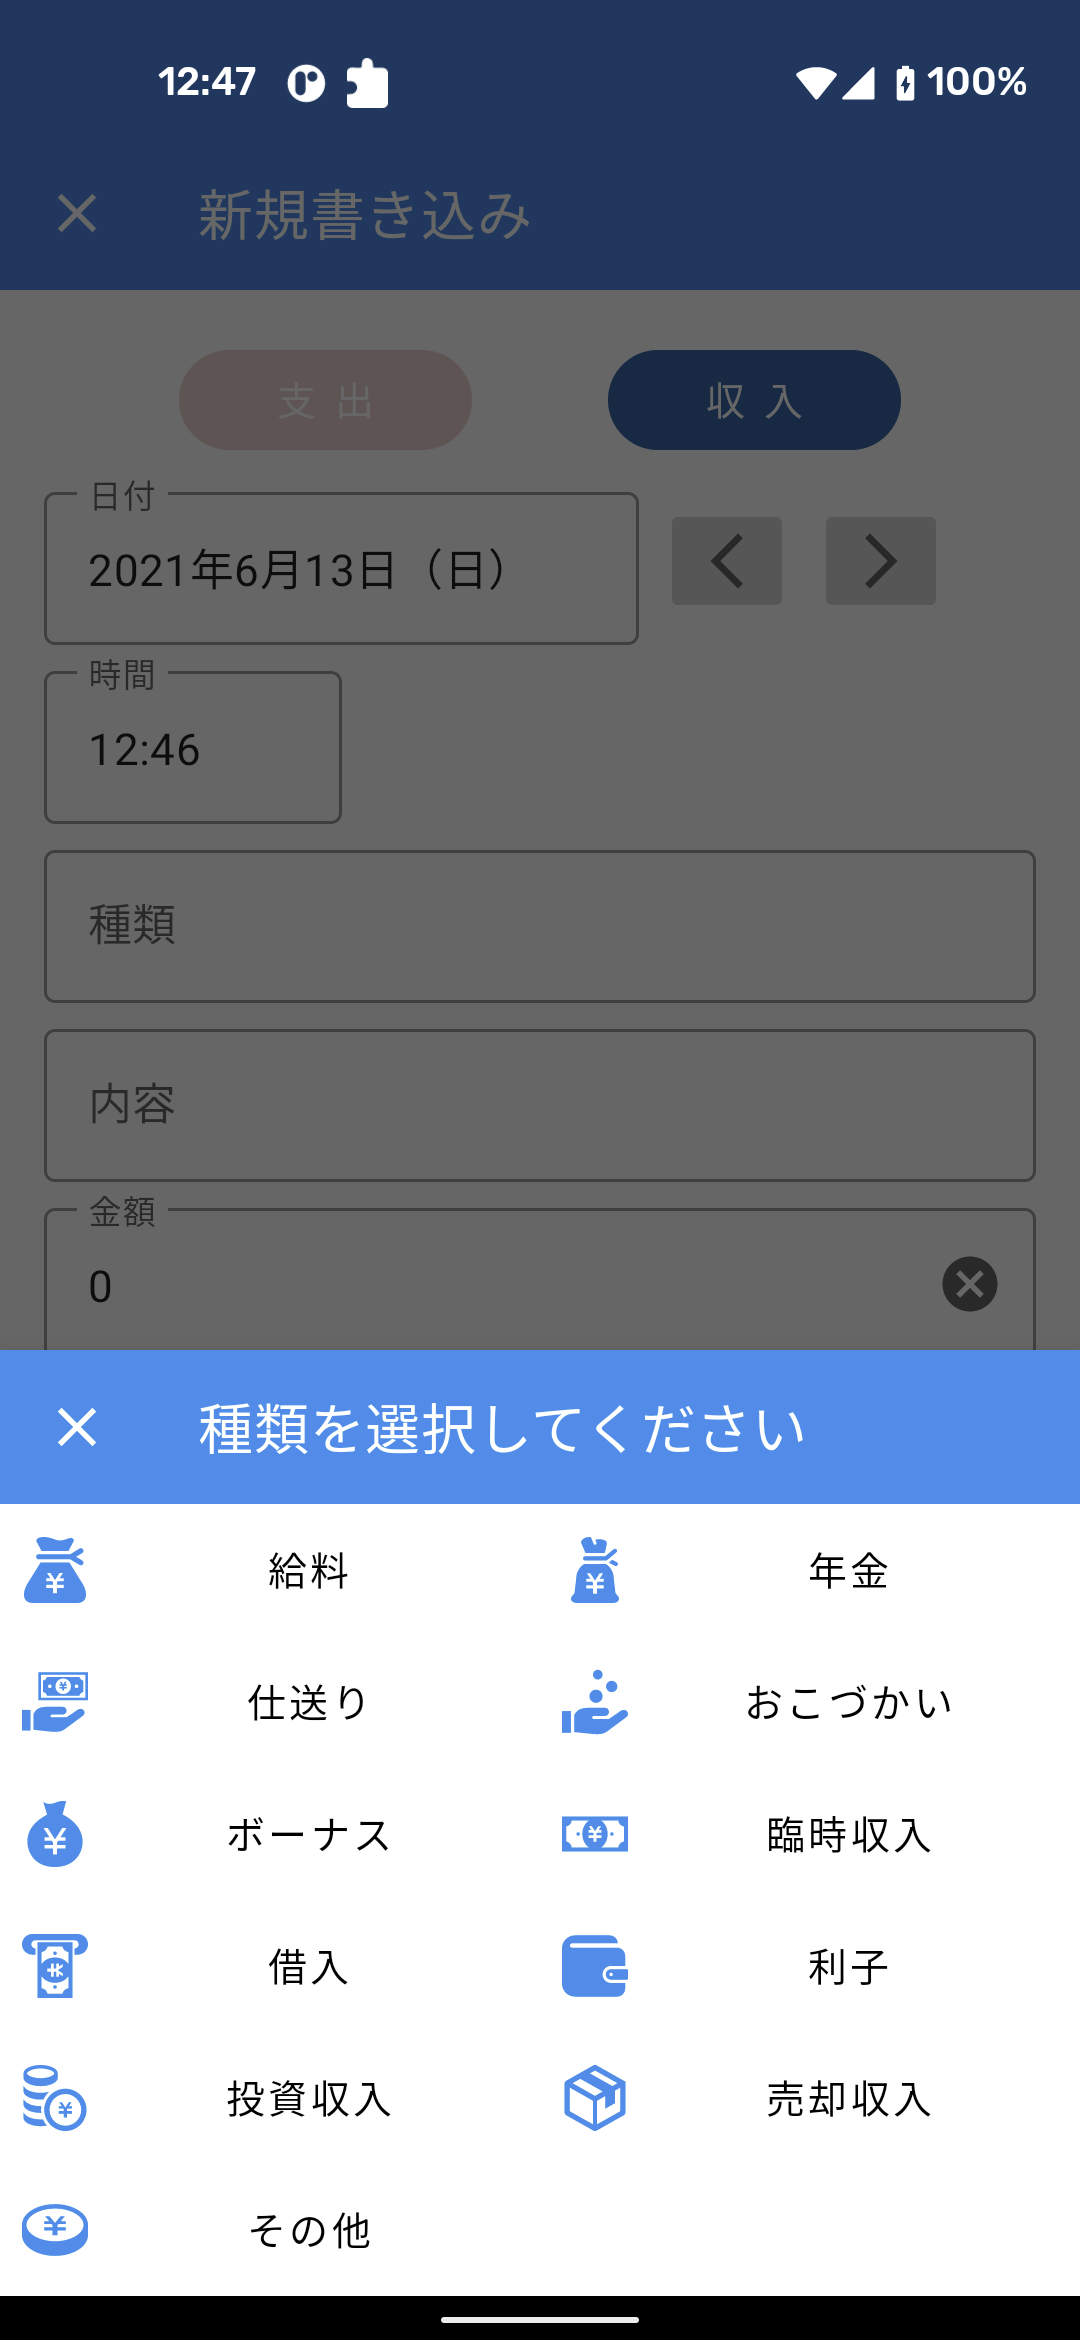 12:47 100%
新規書き込み
支出 収入
日付
2021年6月13日（日）
時間
12:46
種類
内容
金額
0
種類を選択してください
給料 年金
仕送り おこづかい
ボーナス 臨時収入
借入 利子
投資収入 売却収入
その他